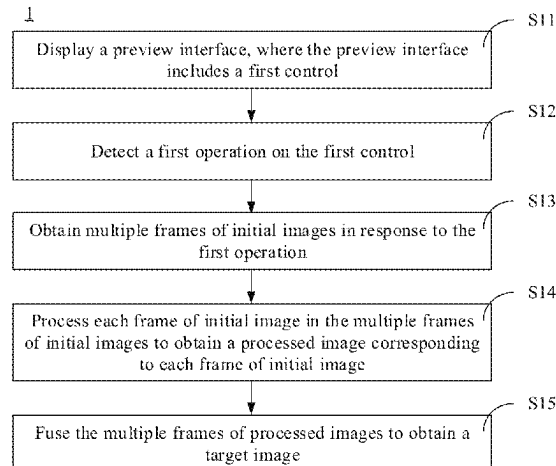 1
S11
Display a preview interface, where the preview interface
includes a first control
S12
Detect a first operation on the first control
S13
Obtain multiple frames of initial images in response to the
first operation
S14
Process each frame of initial image in the multiple frames
of initial images to obtain a processed image corresponding
to each frame of initial image
S15
Fuse the multiple frames of processed images to obtain a
target image